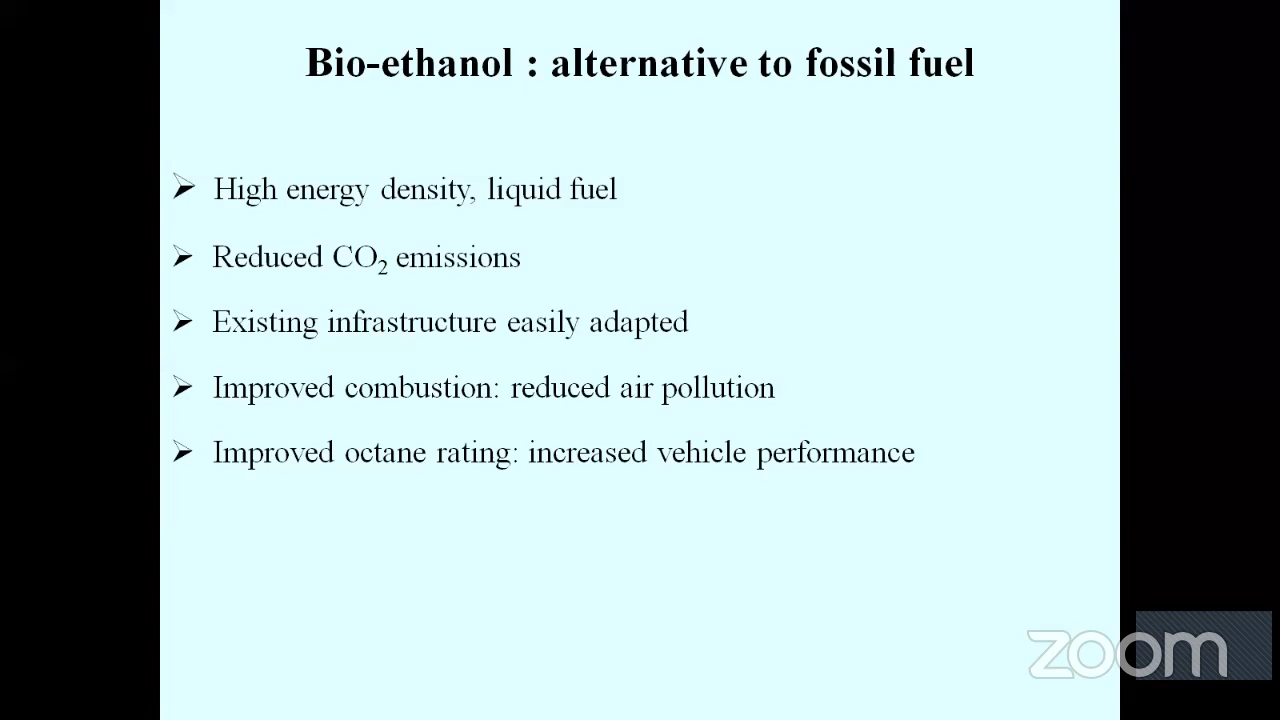 Bio-ethanol : alternative to fossil fuel
➢ High energy density, liquid fuel
➢ Reduced CO₂ emissions
➢ Existing infrastructure easily adapted
➢ Improved combustion: reduced air pollution
➢ Improved octane rating: increased vehicle performance
zoom